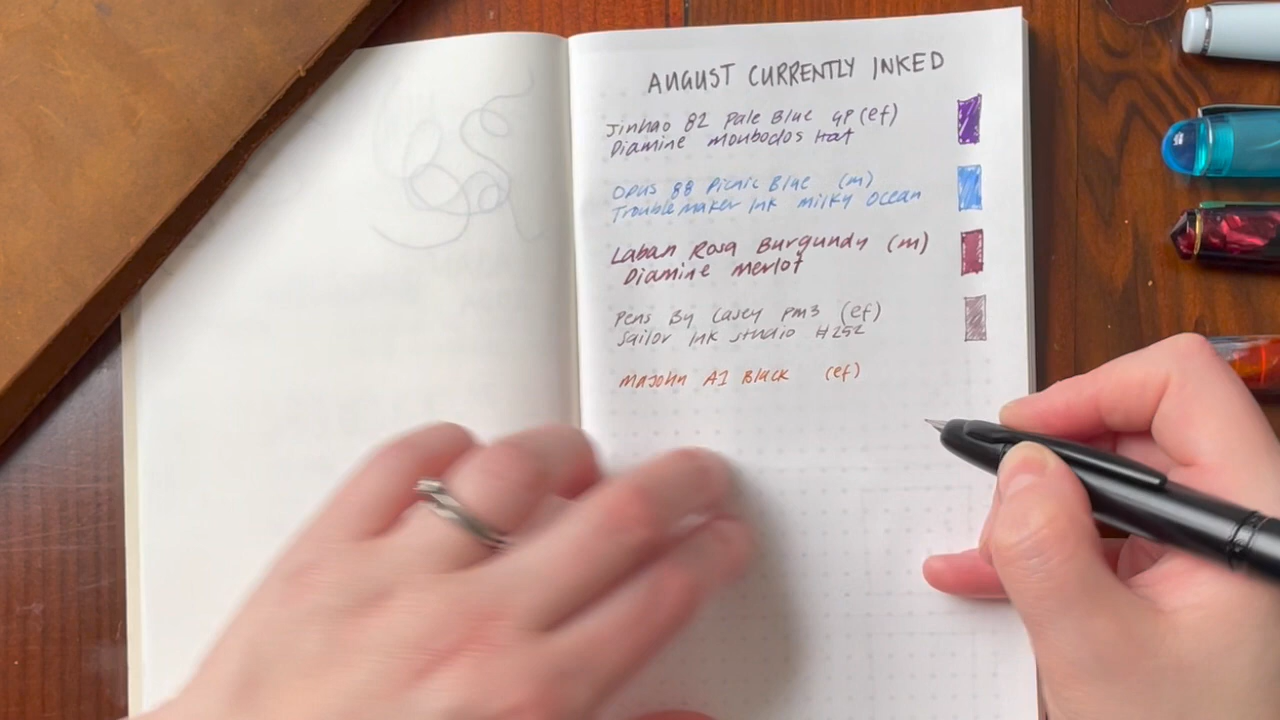 AUGUST CURRENTLY INKED
Jinhao 82 Pale Blue GP (ef)
Diamine Monbodos Hat
Opus 88 Picnic Blue (m)
Troublemaker Ink Milky Ocean
Laban Rosa Burgundy (m)
Diamine Merlot
Pens By Casey PM3 (ef)
Sailor Ink Studio #252
Majohn A1 Black (ef)